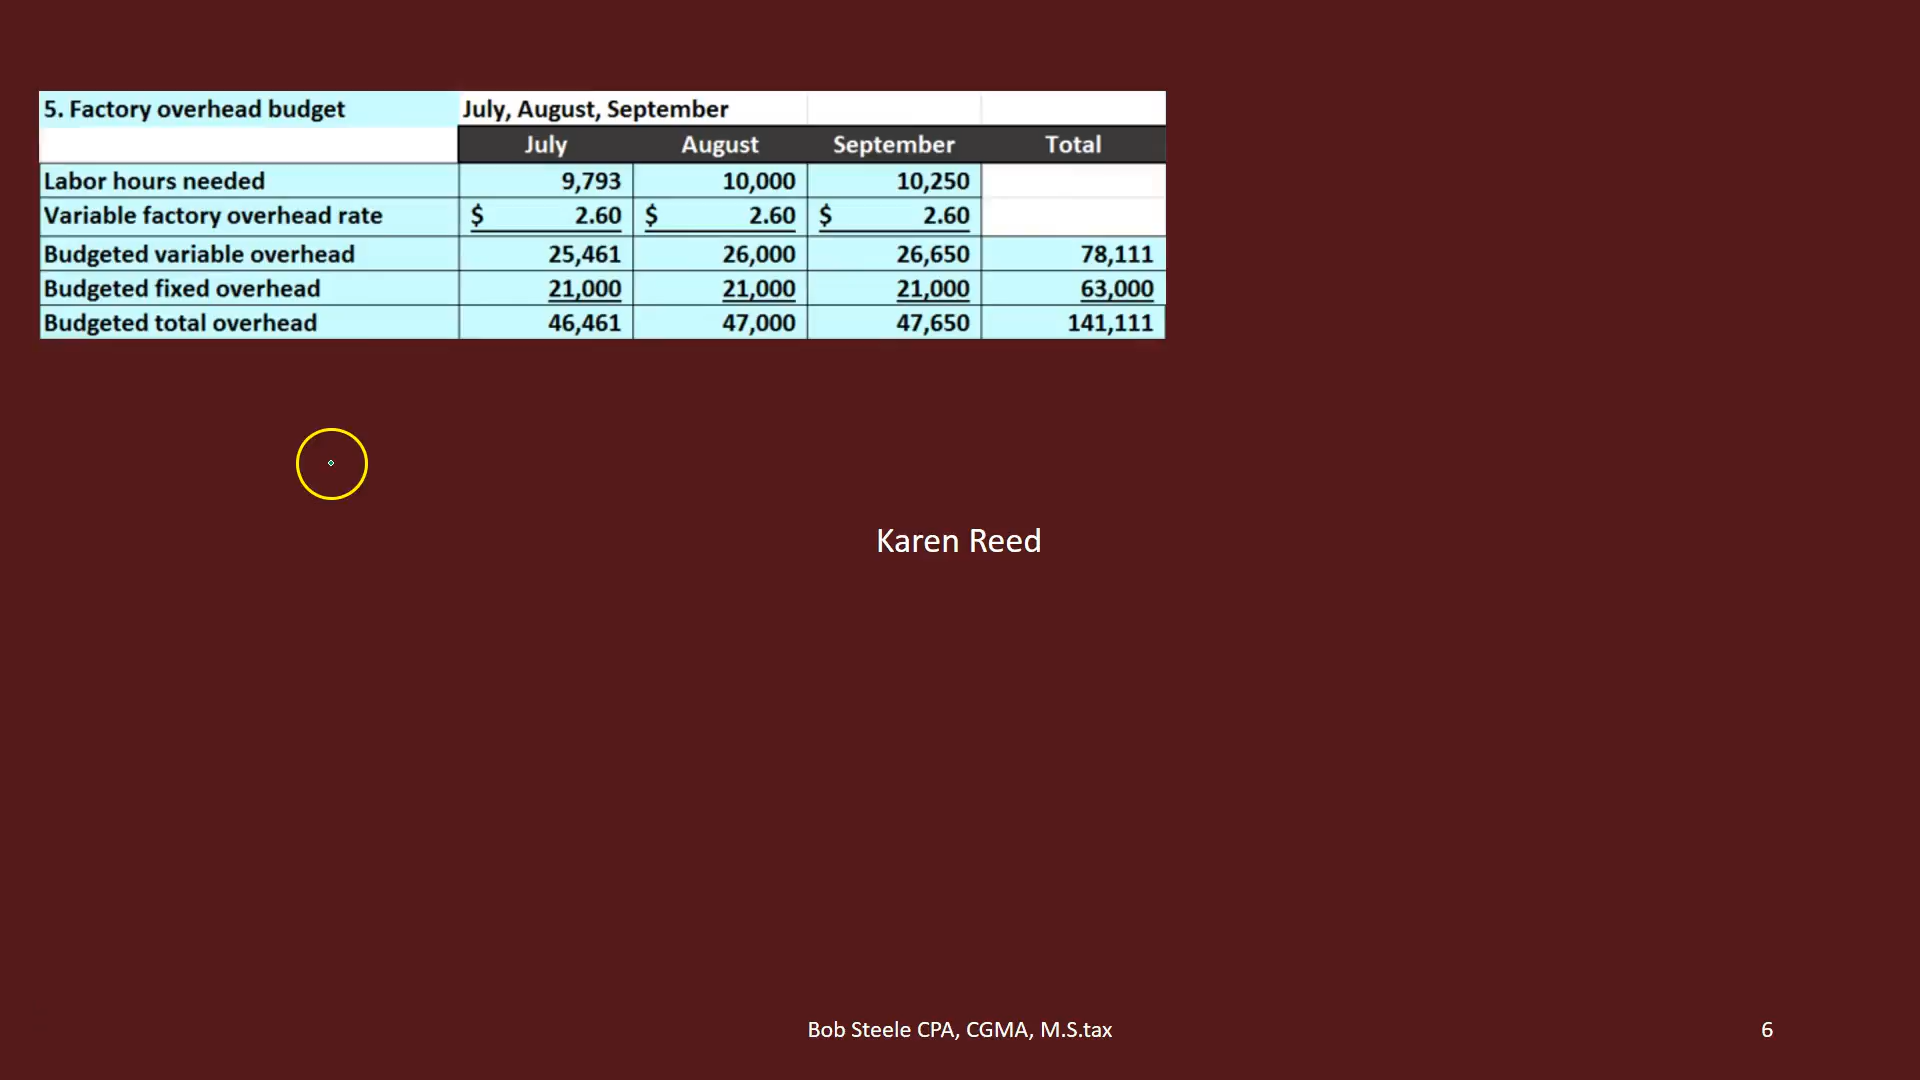 5. Factory overhead budget July, August, September
July August September Total
Labor hours needed 9,793 10,000 10,250
Variable factory overhead rate $ 2.60 $ 2.60 $ 2.60
Budgeted variable overhead 25,461 26,000 26,650 78,111
Budgeted fixed overhead 21,000 21,000 21,000 63,000
Budgeted total overhead 46,461 47,000 47,650 141,111
Karen Reed
Bob Steele CPA, CGMA, M.S.tax 6